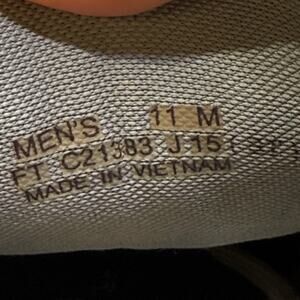 MEN'S 11 M
FT C21383 J 15
MADE IN VIETNAM